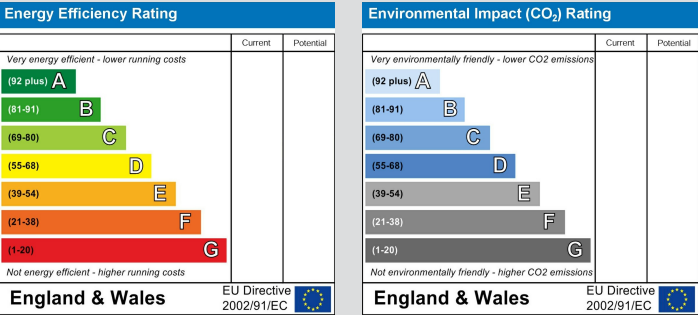 Energy Efficiency Rating
Current Potential
Very energy efficient - lower running costs
(92 plus) A
(81-91) B
(69-80) C
(55-68) D
(39-54) E
(21-38) F
(1-20) G
Not energy efficient - higher running costs
England & Wales
EU Directive
2002/91/EC
Environmental Impact (CO₂) Rating
Current Potential
Very environmentally friendly - lower CO2 emissions
(92 plus) A
(81-91) B
(69-80) C
(55-68) D
(39-54) E
(21-38) F
(1-20) G
Not environmentally friendly - higher CO2 emissions
England & Wales
EU Directive
2002/91/EC